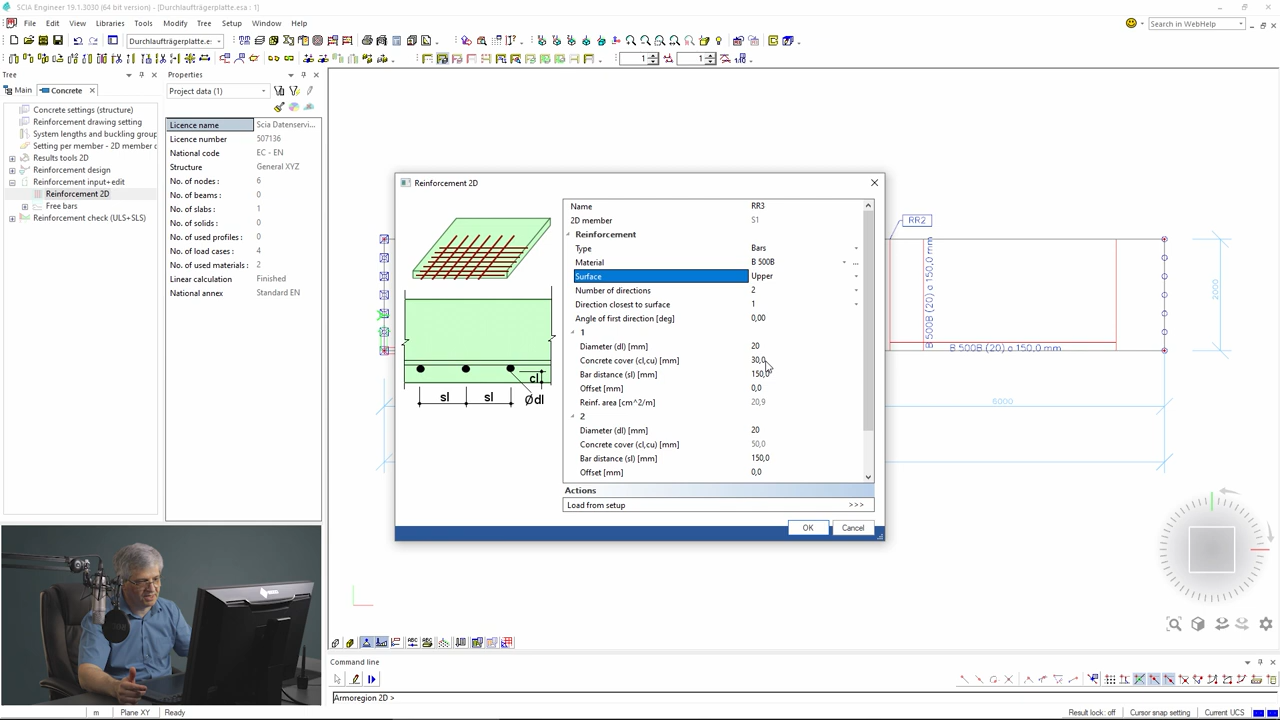 SCIA Engineer 19.1.3030 (64 bit version) - [Durchlaufträgerplatte.esa : 1]
File Edit View Libraries Tools Modify Tree Setup Window Help
Search in WebHelp
Durchlaufträgerplatte.e:
1 1
Tree
Main Concrete
Concrete settings (structure)
Reinforcement drawing setting
System lengths and buckling group
Setting per member - 2D member
Results tools 2D
Reinforcement design
Reinforcement input+edit
Reinforcement 2D
Free bars
Reinforcement check (ULS+SLS)
Properties
Project data (1)
Licence name Scia Datenservi...
Licence number 507136
National code EC - EN
Structure General XYZ
No. of nodes : 6
No. of beams : 0
No. of slabs : 1
No. of solids : 0
No. of used profiles : 0
No. of load cases : 4
No. of used materials : 2
Linear calculation Finished
National annex Standard EN
Reinforcement 2D
cl
sl sl
Ødl
Name RR3
2D member S1
Reinforcement
Type Bars
Material B 500B ...
Surface Upper
Number of directions 2
Direction closest to surface 1
Angle of first direction [deg] 0,00
1
Diameter (dl) [mm] 20
Concrete cover (cl,cu) [mm] 30,0
Bar distance (sl) [mm] 150,0
Offset [mm] 0,0
Reinf. area [cm^2/m] 20,9
2
Diameter (dl) [mm] 20
Concrete cover (cl,cu) [mm] 50,0
Bar distance (sl) [mm] 150,0
Offset [mm] 0,0
Actions
Load from setup >>>
OK Cancel
RR2
B 500B (20) ø 150,0 mm
B 500B (20) ø 150,0 mm
2000
6000
Command line
Armoregion 2D >
m Plane XY Ready
Result lock: off Cursor snap setting Current UCS